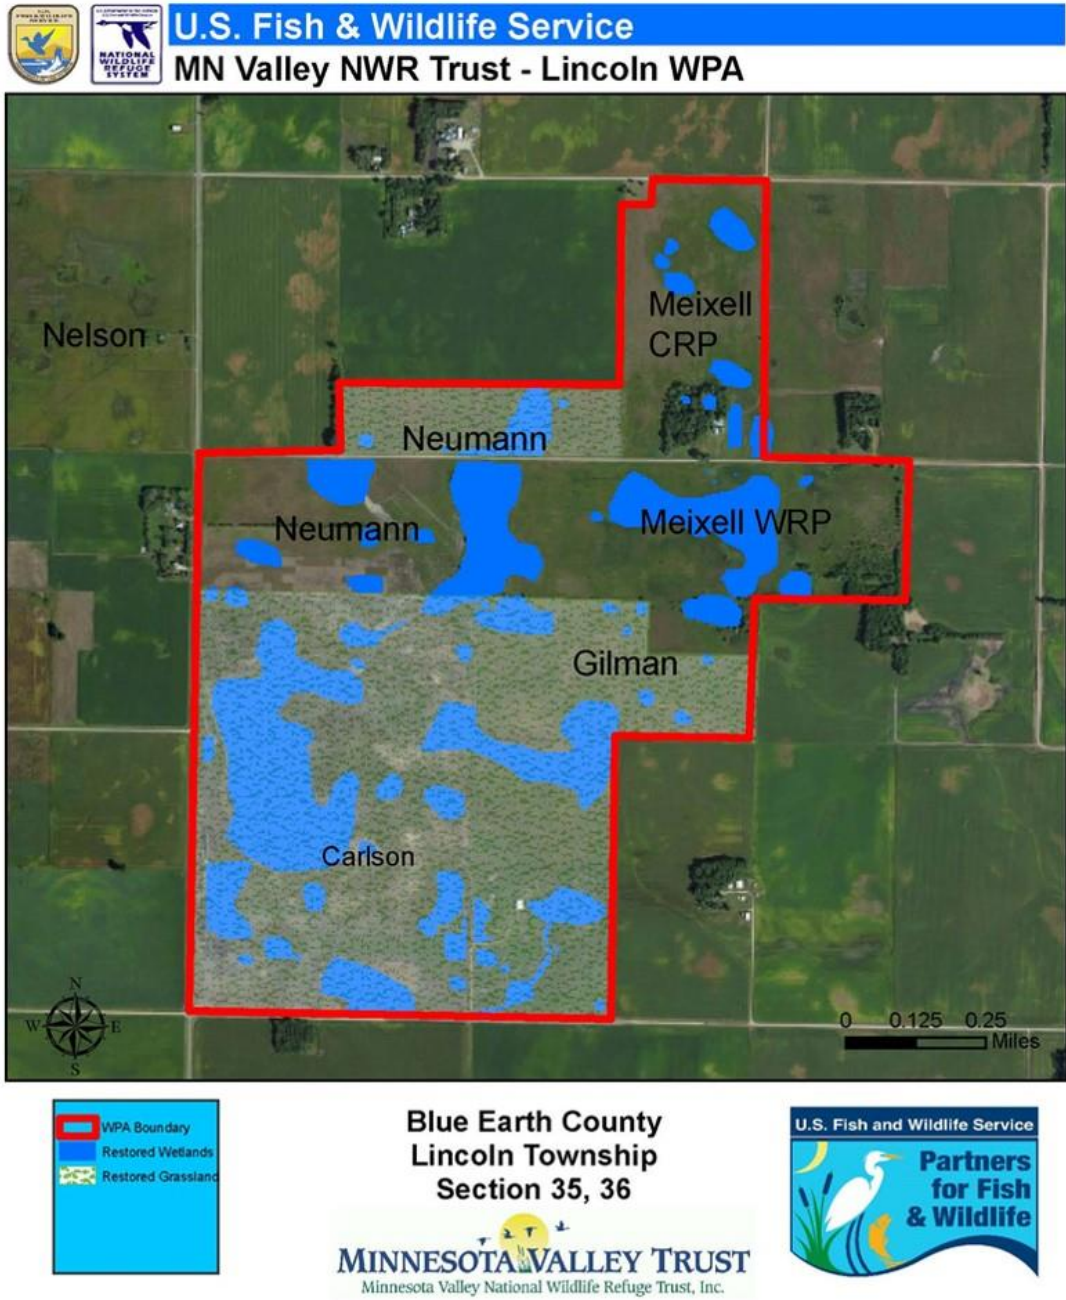 U.S. Fish & Wildlife Service
MN Valley NWR Trust - Lincoln WPA
NATIONAL
WILDLIFE
REFUGE
SYSTEM
Nelson
Meixell
CRP
Neumann
Neumann
Meixell WRP
Gilman
Carlson
N
W E
S
0 0.125 0.25
Miles
WPA Boundary
Restored Wetlands
Restored Grassland
Blue Earth County
Lincoln Township
Section 35, 36
MINNESOTA VALLEY TRUST
Minnesota Valley National Wildlife Refuge Trust, Inc.
U.S. Fish and Wildlife Service
Partners
for Fish
& Wildlife